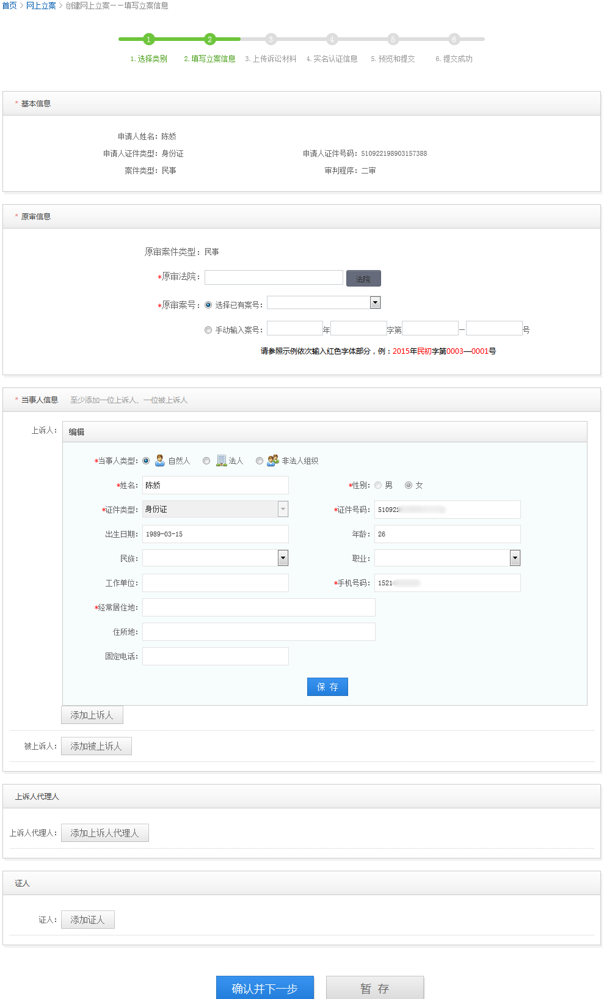 首页 > 网上立案 > 创建网上立案——填写立案信息
1 2 3 4 5 6
1.选择类别 2.填写立案信息 3.上传诉讼材料 4.实名认证信息 5.预览和提交 6.提交成功
* 基本信息
申请人姓名：陈娇
申请人证件类型：身份证 申请人证件号码：510922198903157388
案件类型：民事 审判程序：二审
* 原审信息
原审案件类型：民事
*原审法院： 法院
*原审案号： 选择已有案号：
手动输入案号： 年 字第 — 号
请参照示例依次输入红色字体部分，例：2015年民初字第0003—0001号
* 当事人信息 至少添加一位上诉人、一位被上诉人
上诉人： 编辑
*当事人类型： 自然人 法人 非法人组织
*姓名： 陈娇 *性别： 男 女
*证件类型： 身份证 *证件号码： 510922
出生日期： 1989-03-15 年龄： 26
民族： 职业：
工作单位： *手机号码： 1521
*经常居住地：
住所地：
固定电话：
保 存
添加上诉人
被上诉人： 添加被上诉人
上诉人代理人
上诉人代理人： 添加上诉人代理人
证人
证人： 添加证人
确认并下一步 暂 存